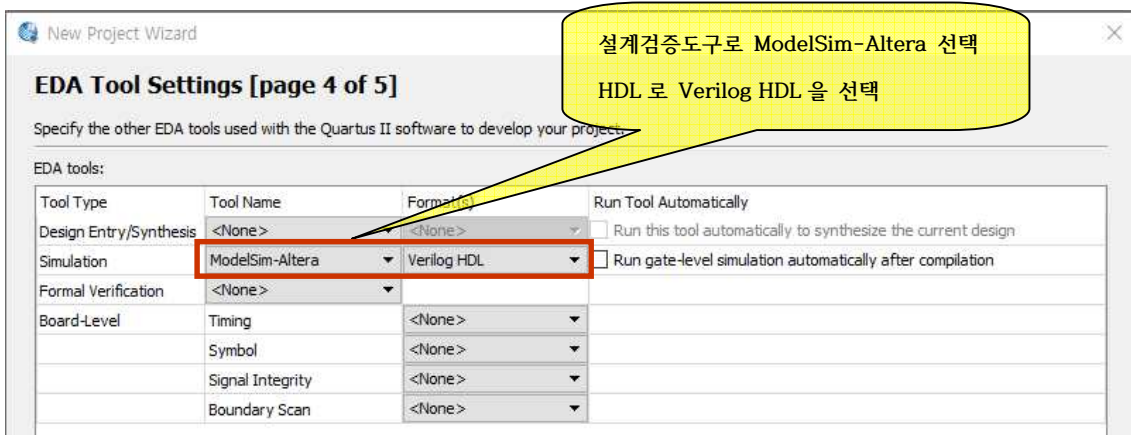 New Project Wizard
설계검증도구로 ModelSim-Altera 선택
HDL 로 Verilog HDL 을 선택
EDA Tool Settings [page 4 of 5]
Specify the other EDA tools used with the Quartus II software to develop your project.
EDA tools:
Tool Type Tool Name Format(s) Run Tool Automatically
Design Entry/Synthesis <None> <None> Run this tool automatically to synthesize the current design
Simulation ModelSim-Altera Verilog HDL Run gate-level simulation automatically after compilation
Formal Verification <None>
Board-Level Timing <None>
Symbol <None>
Signal Integrity <None>
Boundary Scan <None>